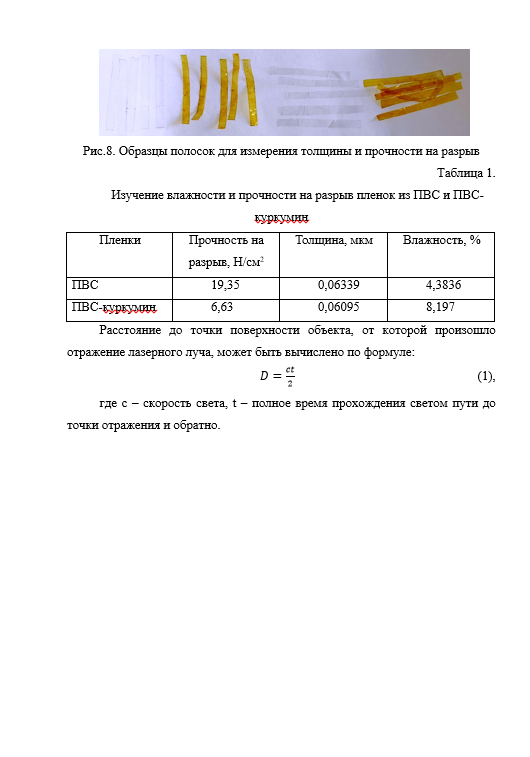 Рис.8. Образцы полосок для измерения толщины и прочности на разрыв
Таблица 1.
Изучение влажности и прочности на разрыв пленок из ПВС и ПВС-
куркумин
Пленки Прочность на разрыв, Н/см² Толщина, мкм Влажность, %
ПВС 19,35 0,06339 4,3836
ПВС-куркумин 6,63 0,06095 8,197
Расстояние до точки поверхности объекта, от которой произошло
отражение лазерного луча, может быть вычислено по формуле:
D = ct/2 (1),
где с – скорость света, t – полное время прохождения светом пути до
точки отражения и обратно.